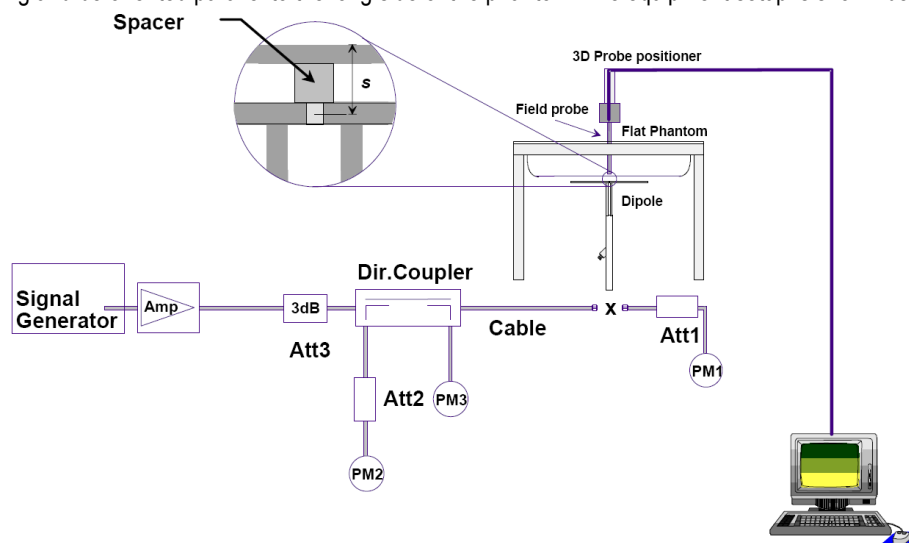 Spacer
s
3D Probe positioner
Field probe
Flat Phantom
Dipole
Signal
Generator
Amp
3dB
Att3
Dir.Coupler
Cable
X
Att1
PM1
Att2
PM3
PM2